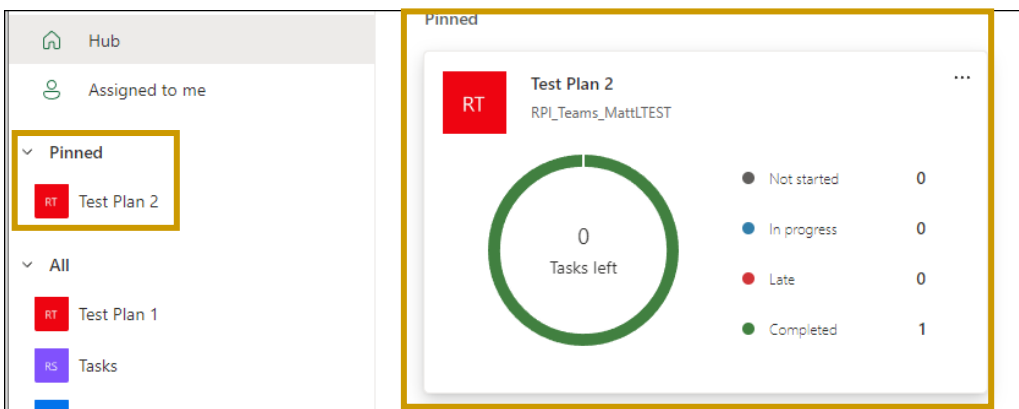 Hub
Assigned to me
Pinned
RT Test Plan 2
All
RT Test Plan 1
RS Tasks
Pinned
RT
Test Plan 2
...
RPI_Teams_MattLTEST
0
Tasks left
Not started 0
In progress 0
Late 0
Completed 1